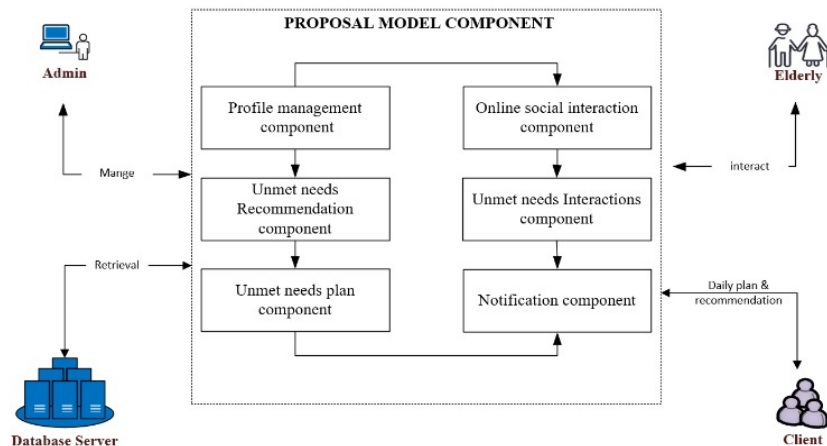 PROPOSAL MODEL COMPONENT
Admin
Elderly
Profile management
component
Online social interaction
component
Mange
interact
Unmet needs
Recommendation
component
Unmet needs Interactions
component
Retrieval
Unmet needs plan
component
Notification component
Daily plan &
recommendation
Database Server
Client